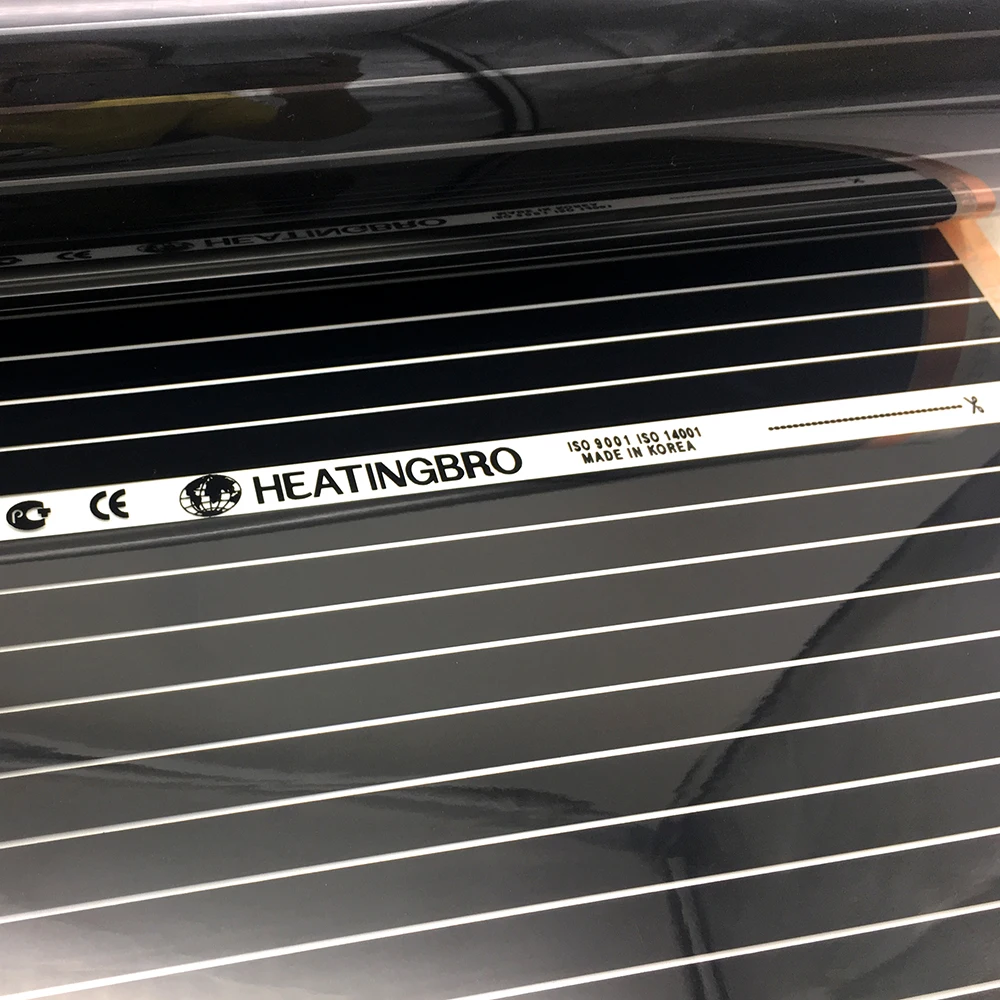 CE
HEATINGBRO
ISO 9001 ISO 14001
MADE IN KOREA